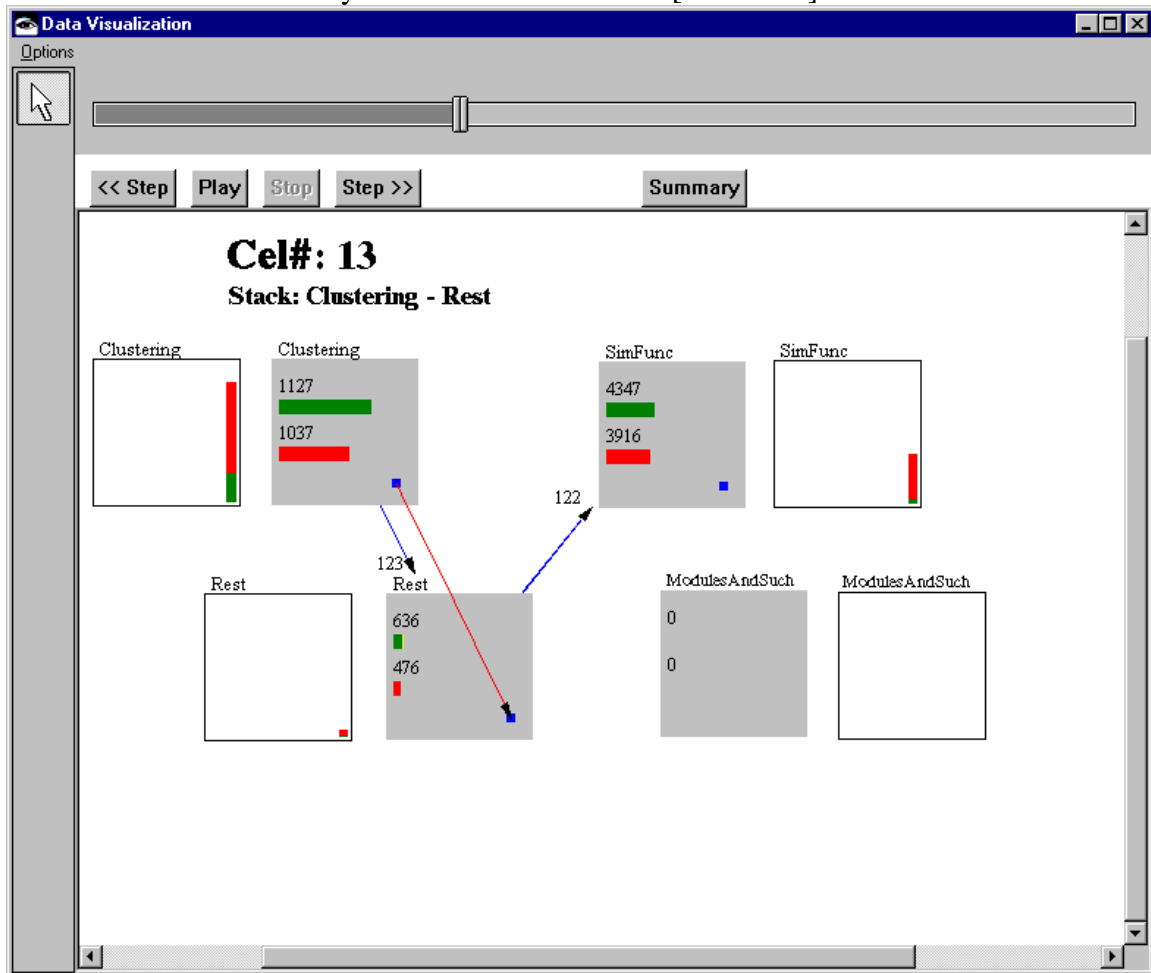 Data Visualization
Options
<< Step Play Stop Step >> Summary
Cel#: 13
Stack: Clustering - Rest
Clustering Clustering SimFunc SimFunc
1127 4347
1037 3916
122
123
Rest Rest ModulesAndSuch ModulesAndSuch
636 0
476 0